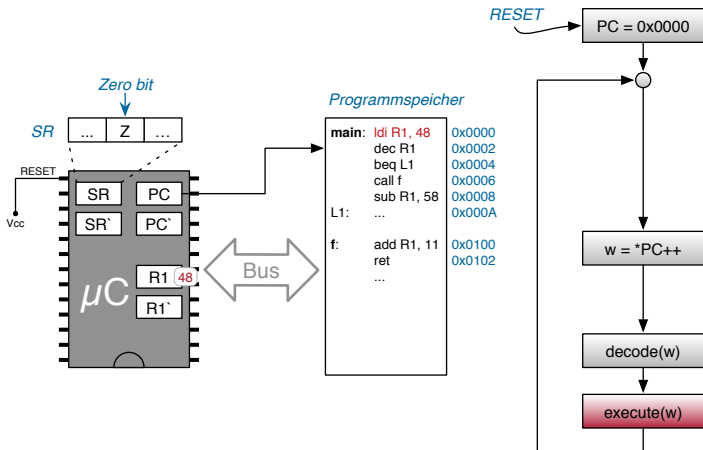 RESET
PC = 0x0000
Zero bit
Programmspeicher
SR
... Z ...
main: ldi R1, 48 0x0000
dec R1 0x0002
beq L1 0x0004
call f 0x0006
sub R1, 58 0x0008
L1: ... 0x000A
f: add R1, 11 0x0100
ret 0x0102
...
RESET
Vcc
SR PC
SR` PC`
R1 48
R1`
µC
Bus
w = *PC++
decode(w)
execute(w)